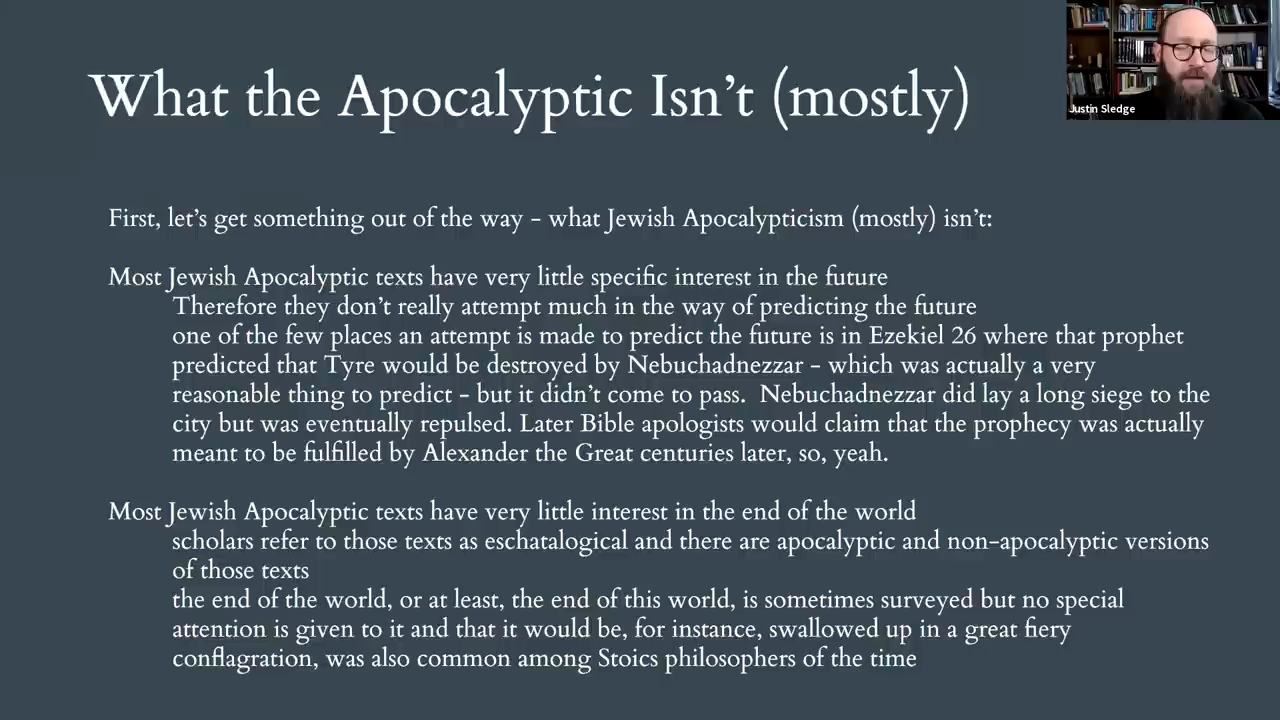 What the Apocalyptic Isn't (mostly)
Justin Sledge
First, let's get something out of the way - what Jewish Apocalypticism (mostly) isn't:
Most Jewish Apocalyptic texts have very little specific interest in the future
Therefore they don't really attempt much in the way of predicting the future
one of the few places an attempt is made to predict the future is in Ezekiel 26 where that prophet
predicted that Tyre would be destroyed by Nebuchadnezzar - which was actually a very
reasonable thing to predict - but it didn't come to pass.  Nebuchadnezzar did lay a long siege to the
city but was eventually repulsed. Later Bible apologists would claim that the prophecy was actually
meant to be fulfilled by Alexander the Great centuries later, so, yeah.
Most Jewish Apocalyptic texts have very little interest in the end of the world
scholars refer to those texts as eschatalogical and there are apocalyptic and non-apocalyptic versions
of those texts
the end of the world, or at least, the end of this world, is sometimes surveyed but no special
attention is given to it and that it would be, for instance, swallowed up in a great fiery
conflagration, was also common among Stoics philosophers of the time